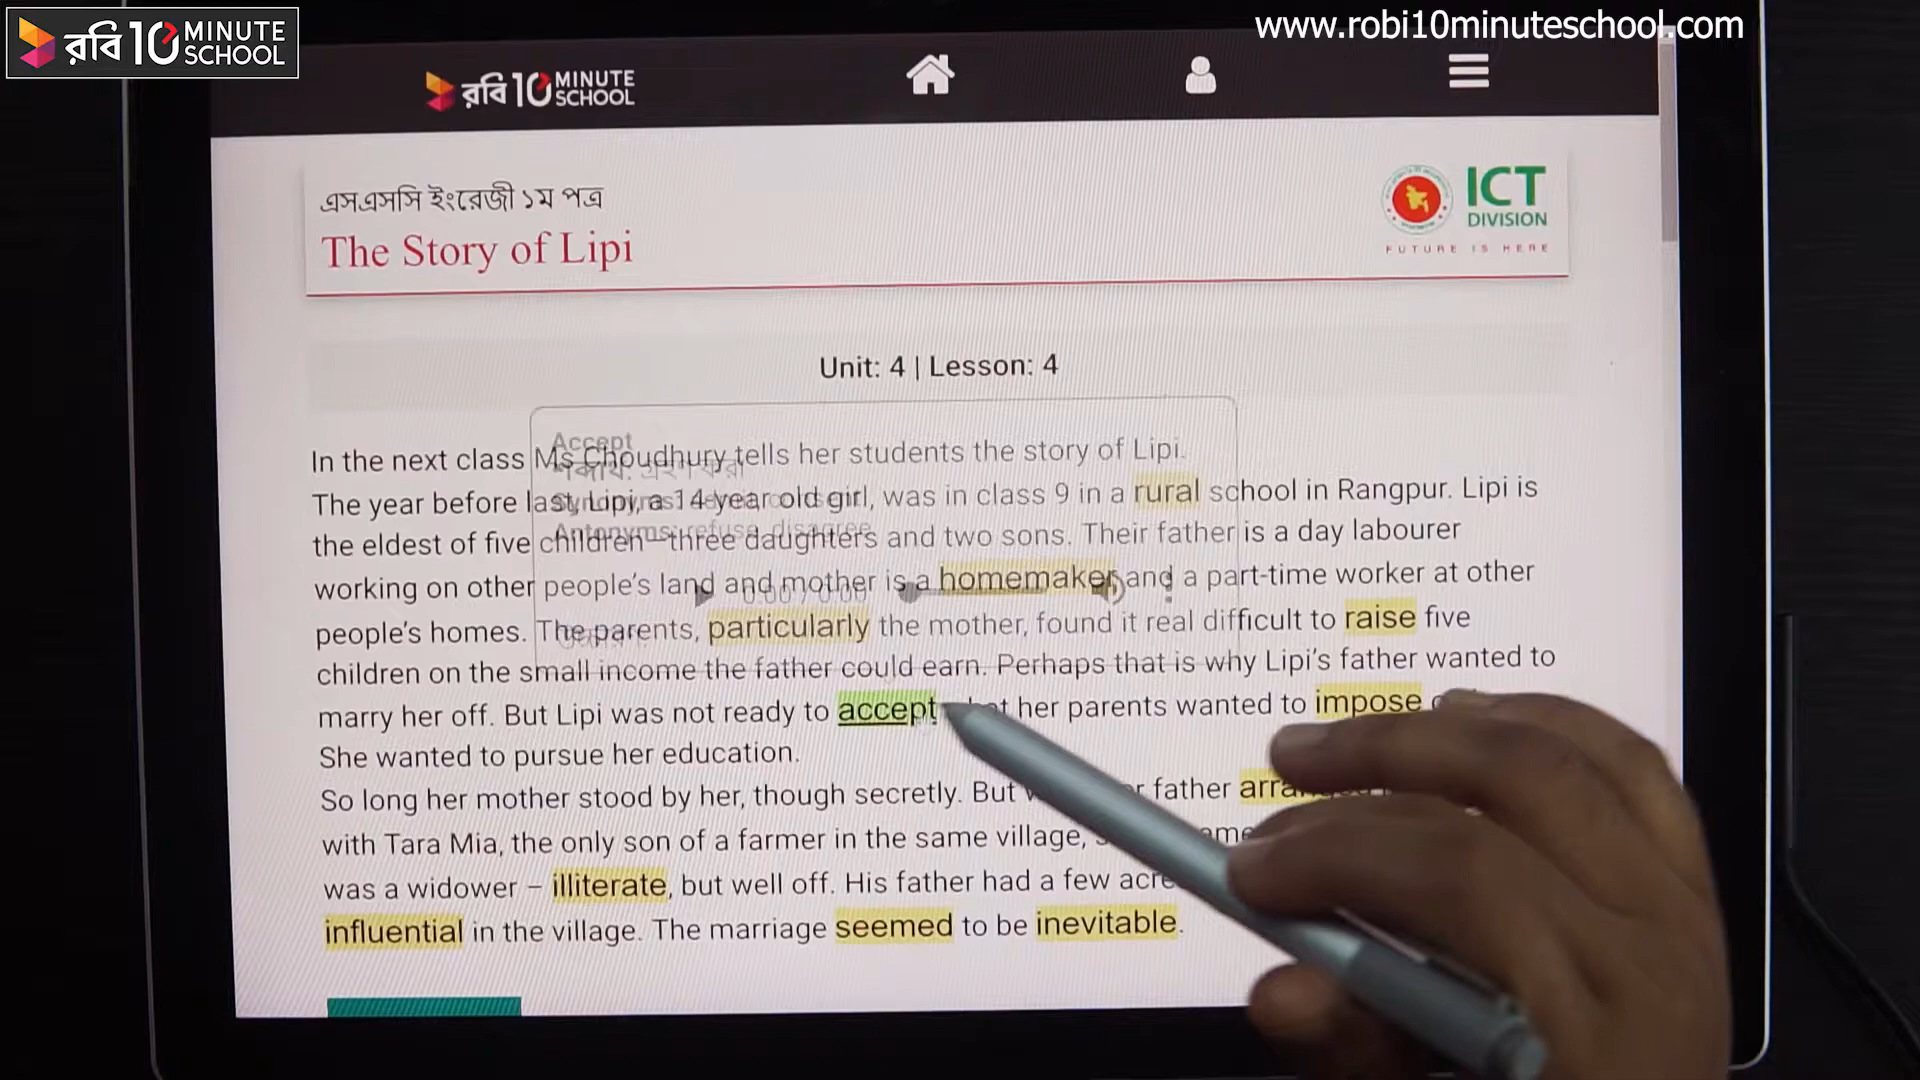 রবি 10 MINUTE SCHOOL
www.robi10minuteschool.com
রবি 10 MINUTE SCHOOL
এসএসসি ইংরেজী ১ম পত্র
The Story of Lipi
ICT
DIVISION
FUTURE IS HERE
Unit: 4 | Lesson: 4
Accept
In the next class Ms Choudhury tells her students the story of Lipi.
The year before last, Lipi, a 14 year old girl, was in class 9 in a rural school in Rangpur. Lipi is
Antonyms: refuse, disagree
the eldest of five children–three daughters and two sons. Their father is a day labourer
working on other people's land and mother is a homemaker and a part-time worker at other
0:00 / 0:00
people's homes. The parents, particularly the mother, found it real difficult to raise five
children on the small income the father could earn. Perhaps that is why Lipi's father wanted to
marry her off. But Lipi was not ready to accept her parents wanted to impose
She wanted to pursue her education.
So long her mother stood by her, though secretly. But father
with Tara Mia, the only son of a farmer in the same village,
was a widower – illiterate, but well off. His father had a few
influential in the village. The marriage seemed to be inevitable.